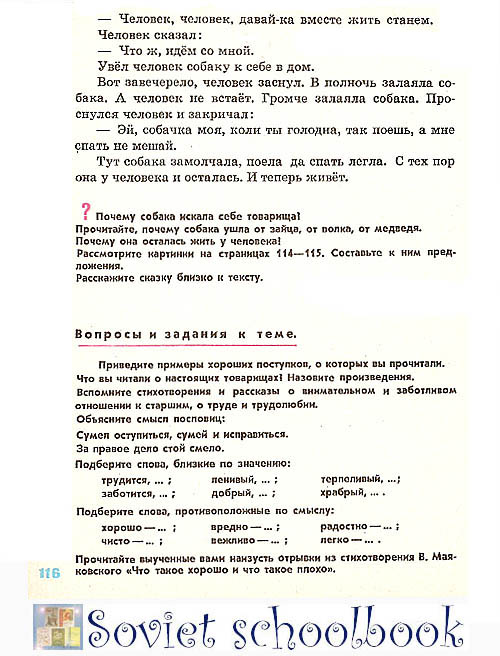 — Человек, человек, давай-ка вместе жить станем.
Человек сказал:
— Что ж, идём со мной.
Увёл человек собаку к себе в дом.
Вот завечерело, человек заснул. В полночь залаяла со-
бака. А человек не встаёт. Громче залаяла собака. Про-
снулся человек и закричал:
— Эй, собачка моя, коли ты голодна, так поешь, а мне
спать не мешай.
Тут собака замолчала, поела да спать легла. С тех пор
она у человека и осталась. И теперь живёт.
? Почему собака искала себе товарища?
Прочитайте, почему собака ушла от зайца, от волка, от медведя.
Почему она осталась жить у человека?
Рассмотрите картинки на страницах 114—115. Составьте к ним пред-
ложения.
Расскажите сказку близко к тексту.
Вопросы и задания к теме.
Приведите примеры хороших поступков, о которых вы прочитали.
Что вы читали о настоящих товарищах? Назовите произведения.
Вспомните стихотворения и рассказы о внимательном и заботливом
отношении к старшим, о труде и трудолюбии.
Объясните смысл пословиц:
Сумел оступиться, сумей и исправиться.
За правое дело стой смело.
Подберите слова, близкие по значению:
трудится, ... ; ленивый, ... ; терпеливый, ...;
заботится, ... ; добрый, ... ; храбрый, ... .
Подберите слова, противоположные по смыслу:
хорошо — ... ; вредно — ... ; радостно — ... ;
чисто — ... ; вежливо — ... ; легко — ... .
Прочитайте выученные вами наизусть отрывки из стихотворения В. Мая-
ковского «Что такое хорошо и что такое плохо».
116
Soviet schoolbook